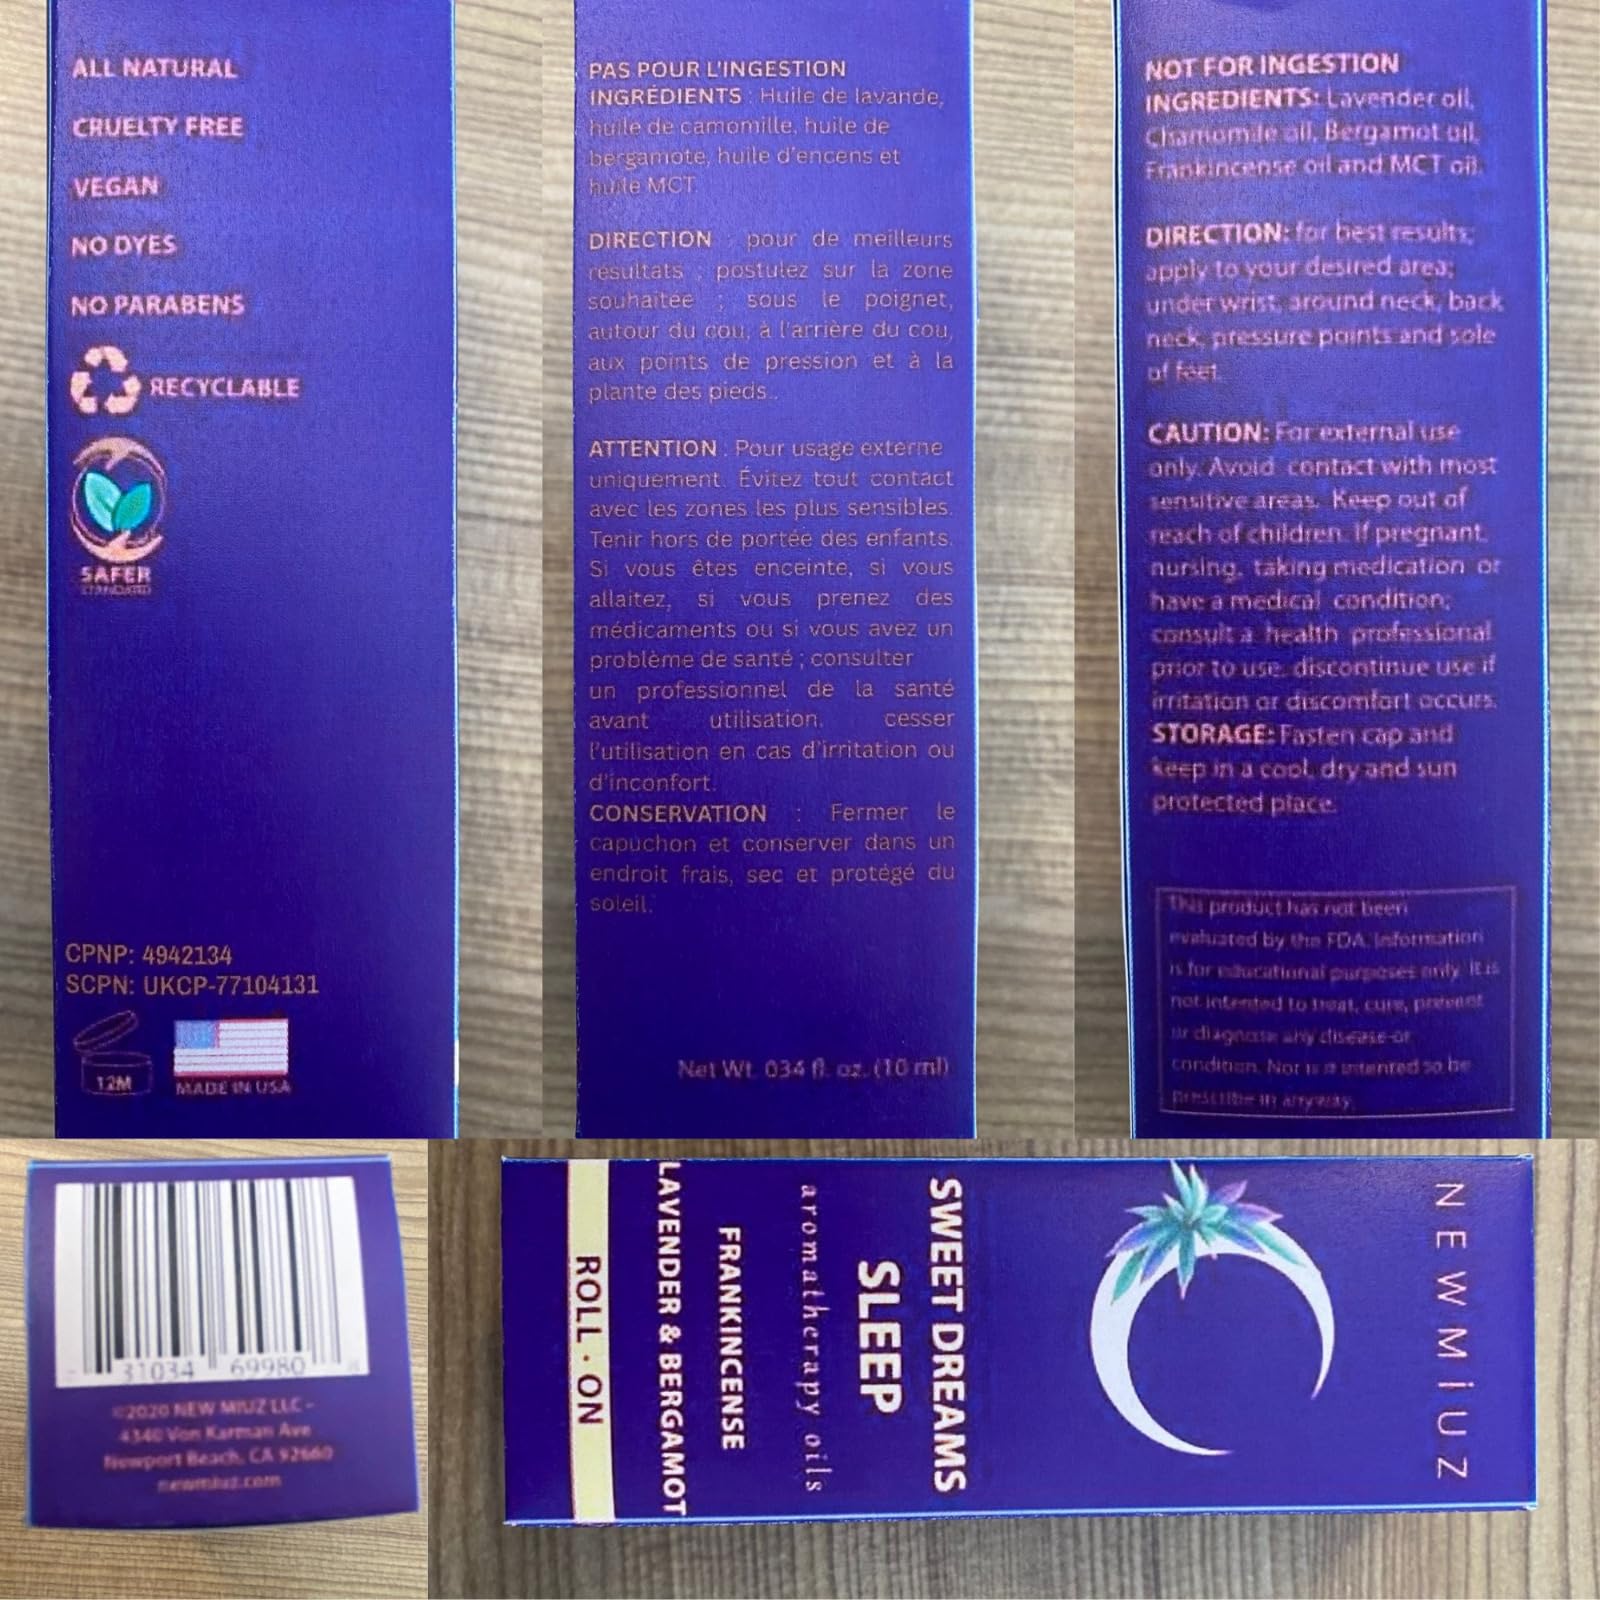 ALL NATURAL
CRUELTY FREE
VEGAN
NO DYES
NO PARABENS
RECYCLABLE
SAFER
STANDARD
CPNP: 4942134
SCPN: UKCP-77104131
12M
MADE IN USA
PAS POUR L'INGESTION
INGRÉDIENTS : Huile de lavande,
huile de camomille, huile de
bergamote, huile d'encens et
huile MCT.
DIRECTION : pour de meilleurs
résultats ; postulez sur la zone
souhaitée ; sous le poignet,
autour du cou, à l'arrière du cou,
aux points de pression et à la
plante des pieds..
ATTENTION : Pour usage externe
uniquement. Évitez tout contact
avec les zones les plus sensibles.
Tenir hors de portée des enfants.
Si vous êtes enceinte, si vous
allaitez, si vous prenez des
médicaments ou si vous avez un
problème de santé ; consulter
un professionnel de la santé
avant utilisation. cesser
l'utilisation en cas d'irritation ou
d'inconfort.
CONSERVATION : Fermer le
capuchon et conserver dans un
endroit frais, sec et protégé du
soleil.
Net Wt. 034 fl. oz. (10 ml)
NOT FOR INGESTION
INGREDIENTS: Lavender oil,
Chamomile oil, Bergamot oil,
Frankincense oil and MCT oil.
DIRECTION: for best results;
apply to your desired area;
under wrist, around neck, back
neck, pressure points and sole
of feet.
CAUTION: For external use
only. Avoid contact with most
sensitive areas. Keep out of
reach of children. If pregnant,
nursing, taking medication or
have a medical condition;
consult a health professional
prior to use. discontinue use if
irritation or discomfort occurs.
STORAGE: Fasten cap and
keep in a cool, dry and sun
protected place.
This product has not been
evaluated by the FDA. Information
is for educational purposes only. It is
not intented to treat, cure, prevent
or diagnose any disease or
condition. Nor is it intented to be
prescribe in anyway.
31034 69980
©2020 NEW MIUZ LLC -
4340 Von Karman Ave
Newport Beach, CA 92660
newmiuz.com
NEWMiUZ
SWEET DREAMS
SLEEP
aromatherapy oils
FRANKINCENSE
LAVENDER & BERGAMOT
ROLL · ON